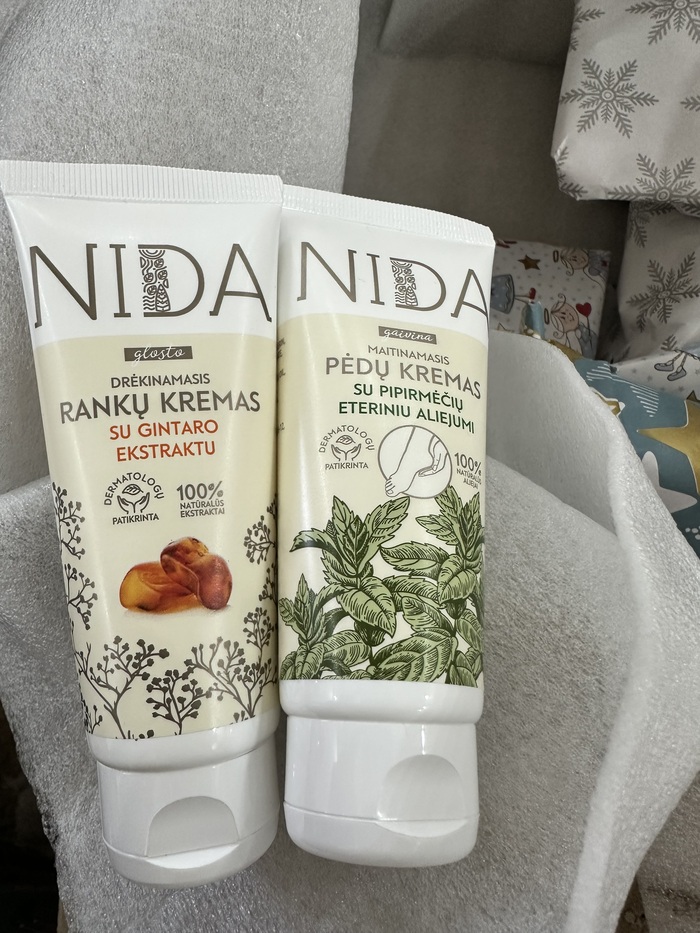 NIDA
glosto
DRĖKINAMASIS
RANKŲ KREMAS
SU GINTARO
EKSTRAKTU
DERMATOLOGŲ
PATIKRINTA
100%
NATŪRALŪS
EKSTRAKTAI
NIDA
gaivina
MAITINAMASIS
PĖDŲ KREMAS
SU PIPIRMĖČIŲ
ETERINIU ALIEJUMI
DERMATOLOGŲ
PATIKRINTA
100%
NATŪRALŪS